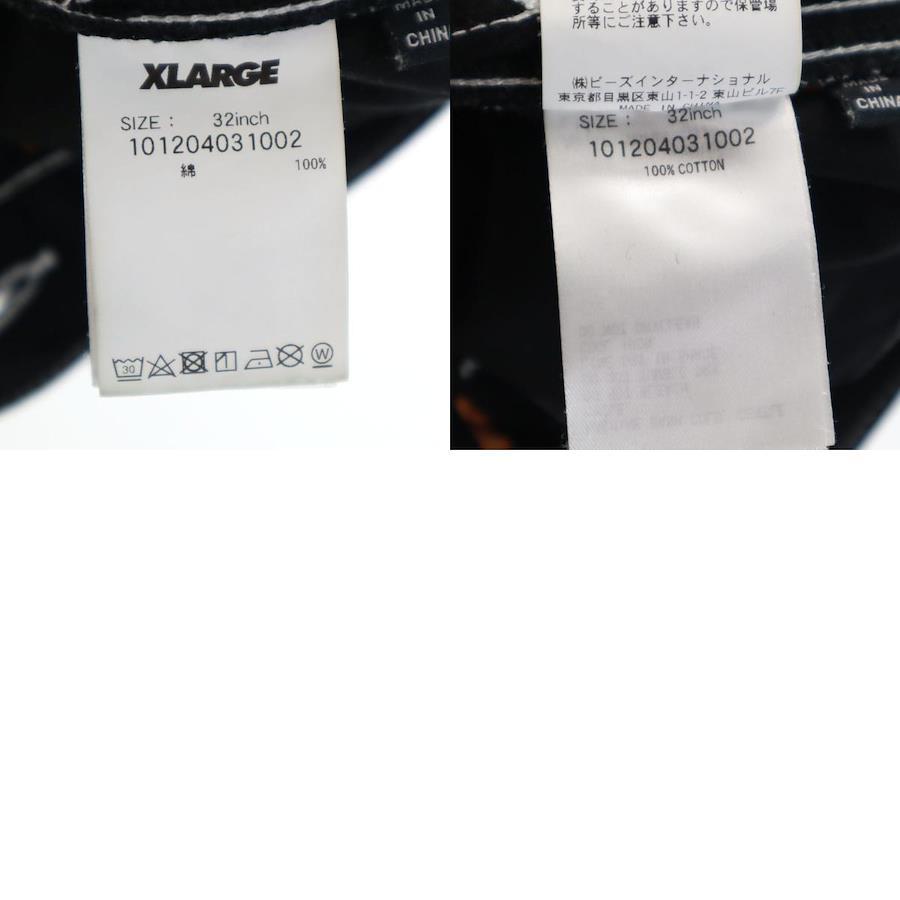 XLARGE
SIZE : 32inch
101204031002
綿 100%
30
W
IN
CHINA
することがありますので保管場
所等にご注意下さい。
㈱ビーズインターナショナル
東京都目黒区東山1-1-2 東山ビル7F
MADE IN CHINA
SIZE : 32inch
101204031002
100% COTTON
IN
CHINA